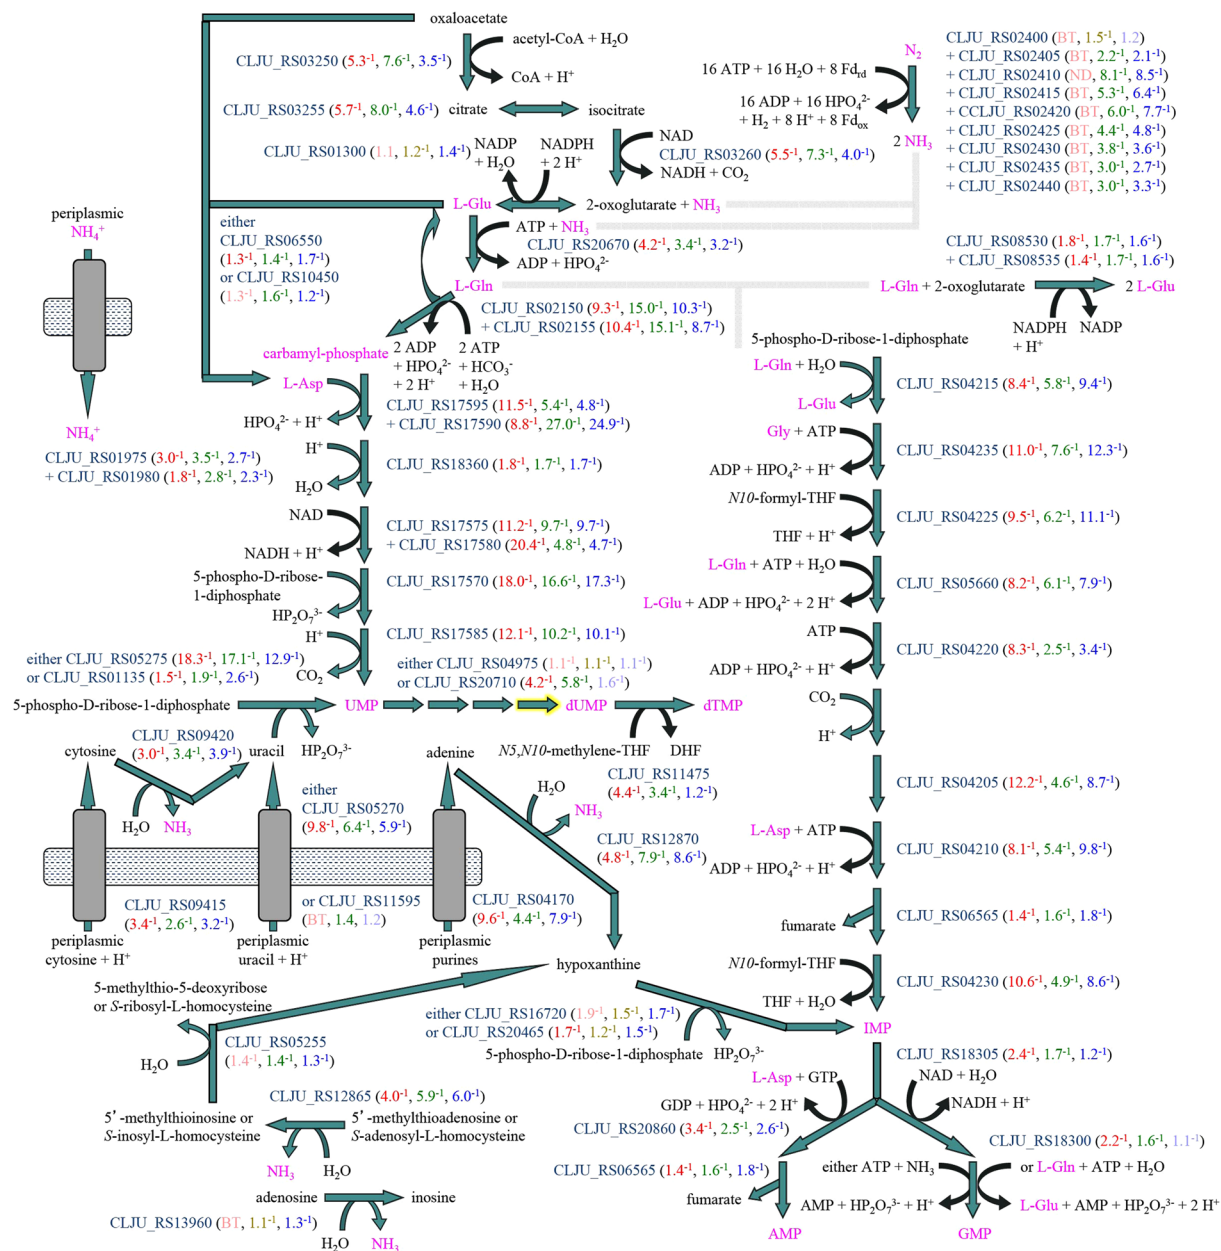 oxaloacetate
CLJU_RS03250 (5.3⁻¹, 7.6⁻¹, 3.5⁻¹)
acetyl-CoA + H₂O
CoA + H⁺
CLJU_RS03255 (5.7⁻¹, 8.0⁻¹, 4.6⁻¹)
citrate
isocitrate
CLJU_RS01300 (1.1, 1.2⁻¹, 1.4⁻¹)
NADP
+ H₂O
NADPH
+ 2 H⁺
NAD
CLJU_RS03260 (5.5⁻¹, 7.3⁻¹, 4.0⁻¹)
NADH + CO₂
L-Glu
2-oxoglutarate + NH₃
N₂
16 ATP + 16 H₂O + 8 Fdrd
16 ADP + 16 HPO₄²⁻
+ H₂ + 8 H⁺ + 8 Fdox
2 NH₃
CLJU_RS02400 (BT, 1.5⁻¹, 1.2)
+ CLJU_RS02405 (BT, 2.2⁻¹, 2.1⁻¹)
+ CLJU_RS02410 (ND, 8.1⁻¹, 8.5⁻¹)
+ CLJU_RS02415 (BT, 5.3⁻¹, 6.4⁻¹)
+ CCLJU_RS02420 (BT, 6.0⁻¹, 7.7⁻¹)
+ CLJU_RS02425 (BT, 4.4⁻¹, 4.8⁻¹)
+ CLJU_RS02430 (BT, 3.8⁻¹, 3.6⁻¹)
+ CLJU_RS02435 (BT, 3.0⁻¹, 2.7⁻¹)
+ CLJU_RS02440 (BT, 3.0⁻¹, 3.3⁻¹)
periplasmic
NH₄⁺
NH₄⁺
CLJU_RS01975 (3.0⁻¹, 3.5⁻¹, 2.7⁻¹)
+ CLJU_RS01980 (1.8⁻¹, 2.8⁻¹, 2.3⁻¹)
either
CLJU_RS06550
(1.3⁻¹, 1.4⁻¹, 1.7⁻¹)
or CLJU_RS10450
(1.3⁻¹, 1.6⁻¹, 1.2⁻¹)
ATP + NH₃
CLJU_RS20670 (4.2⁻¹, 3.4⁻¹, 3.2⁻¹)
ADP + HPO₄²⁻
L-Gln
CLJU_RS02150 (9.3⁻¹, 15.0⁻¹, 10.3⁻¹)
+ CLJU_RS02155 (10.4⁻¹, 15.1⁻¹, 8.7⁻¹)
2 ADP
+ HPO₄²⁻
+ 2 H⁺
2 ATP
+ HCO₃⁻
+ H₂O
CLJU_RS08530 (1.8⁻¹, 1.7⁻¹, 1.6⁻¹)
+ CLJU_RS08535 (1.4⁻¹, 1.7⁻¹, 1.6⁻¹)
L-Gln + 2-oxoglutarate
2 L-Glu
NADPH
+ H⁺
NADP
carbamyl-phosphate
L-Asp
HPO₄²⁻ + H⁺
CLJU_RS17595 (11.5⁻¹, 5.4⁻¹, 4.8⁻¹)
+ CLJU_RS17590 (8.8⁻¹, 27.0⁻¹, 24.9⁻¹)
H⁺
H₂O
CLJU_RS18360 (1.8⁻¹, 1.7⁻¹, 1.7⁻¹)
NAD
NADH + H⁺
CLJU_RS17575 (11.2⁻¹, 9.7⁻¹, 9.7⁻¹)
+ CLJU_RS17580 (20.4⁻¹, 4.8⁻¹, 4.7⁻¹)
5-phospho-D-ribose-
1-diphosphate
HP₂O₇³⁻
CLJU_RS17570 (18.0⁻¹, 16.6⁻¹, 17.3⁻¹)
H⁺
CO₂
CLJU_RS17585 (12.1⁻¹, 10.2⁻¹, 10.1⁻¹)
either CLJU_RS05275 (18.3⁻¹, 17.1⁻¹, 12.9⁻¹)
or CLJU_RS01135 (1.5⁻¹, 1.9⁻¹, 2.6⁻¹)
either CLJU_RS04975 (1.1⁻¹, 1.1⁻¹, 1.1⁻¹)
or CLJU_RS20710 (4.2⁻¹, 5.8⁻¹, 1.6⁻¹)
5-phospho-D-ribose-1-diphosphate
UMP
dUMP
dTMP
HP₂O₇³⁻
N5,N10-methylene-THF
DHF
CLJU_RS11475
(4.4⁻¹, 3.4⁻¹, 1.2⁻¹)
cytosine
CLJU_RS09420
(3.0⁻¹, 3.4⁻¹, 3.9⁻¹)
uracil
H₂O
NH₃
either
CLJU_RS05270
(9.8⁻¹, 6.4⁻¹, 5.9⁻¹)
or CLJU_RS11595
(BT, 1.4, 1.2)
adenine
H₂O
NH₃
CLJU_RS12870
(4.8⁻¹, 7.9⁻¹, 8.6⁻¹)
CLJU_RS09415
(3.4⁻¹, 2.6⁻¹, 3.2⁻¹)
CLJU_RS04170
(9.6⁻¹, 4.4⁻¹, 7.9⁻¹)
periplasmic
cytosine + H⁺
periplasmic
uracil + H⁺
periplasmic
purines
hypoxanthine
5-phospho-D-ribose-1-diphosphate
L-Gln + H₂O
L-Glu
CLJU_RS04215 (8.4⁻¹, 5.8⁻¹, 9.4⁻¹)
Gly + ATP
ADP + HPO₄²⁻ + H⁺
CLJU_RS04235 (11.0⁻¹, 7.6⁻¹, 12.3⁻¹)
N10-formyl-THF
THF + H⁺
CLJU_RS04225 (9.5⁻¹, 6.2⁻¹, 11.1⁻¹)
L-Gln + ATP + H₂O
L-Glu + ADP + HPO₄²⁻ + 2 H⁺
CLJU_RS05660 (8.2⁻¹, 6.1⁻¹, 7.9⁻¹)
ATP
ADP + HPO₄²⁻ + H⁺
CLJU_RS04220 (8.3⁻¹, 2.5⁻¹, 3.4⁻¹)
CO₂
H⁺
CLJU_RS04205 (12.2⁻¹, 4.6⁻¹, 8.7⁻¹)
L-Asp + ATP
ADP + HPO₄²⁻ + H⁺
CLJU_RS04210 (8.1⁻¹, 5.4⁻¹, 9.8⁻¹)
fumarate
CLJU_RS06565 (1.4⁻¹, 1.6⁻¹, 1.8⁻¹)
N10-formyl-THF
THF + H₂O
CLJU_RS04230 (10.6⁻¹, 4.9⁻¹, 8.6⁻¹)
5-methylthio-5-deoxyribose
or S-ribosyl-L-homocysteine
H₂O
CLJU_RS05255
(1.4⁻¹, 1.4⁻¹, 1.3⁻¹)
either CLJU_RS16720 (1.9⁻¹, 1.5⁻¹, 1.7⁻¹)
or CLJU_RS20465 (1.7⁻¹, 1.2⁻¹, 1.5⁻¹)
5-phospho-D-ribose-1-diphosphate
HP₂O₇³⁻
IMP
CLJU_RS12865 (4.0⁻¹, 5.9⁻¹, 6.0⁻¹)
5'-methylthioinosine or
S-inosyl-L-homocysteine
5'-methylthioadenosine or
S-adenosyl-L-homocysteine
NH₃
H₂O
adenosine
inosine
CLJU_RS13960 (BT, 1.1⁻¹, 1.3⁻¹)
H₂O
NH₃
CLJU_RS18305 (2.4⁻¹, 1.7⁻¹, 1.2⁻¹)
L-Asp + GTP
NAD + H₂O
GDP + HPO₄²⁻ + 2 H⁺
NADH + H⁺
CLJU_RS20860 (3.4⁻¹, 2.5⁻¹, 2.6⁻¹)
CLJU_RS18300 (2.2⁻¹, 1.6⁻¹, 1.1⁻¹)
CLJU_RS06565 (1.4⁻¹, 1.6⁻¹, 1.8⁻¹)
fumarate
either ATP + NH₃
or L-Gln + ATP + H₂O
AMP + HP₂O₇³⁻ + H⁺
L-Glu + AMP + HP₂O₇³⁻ + 2 H⁺
AMP
GMP